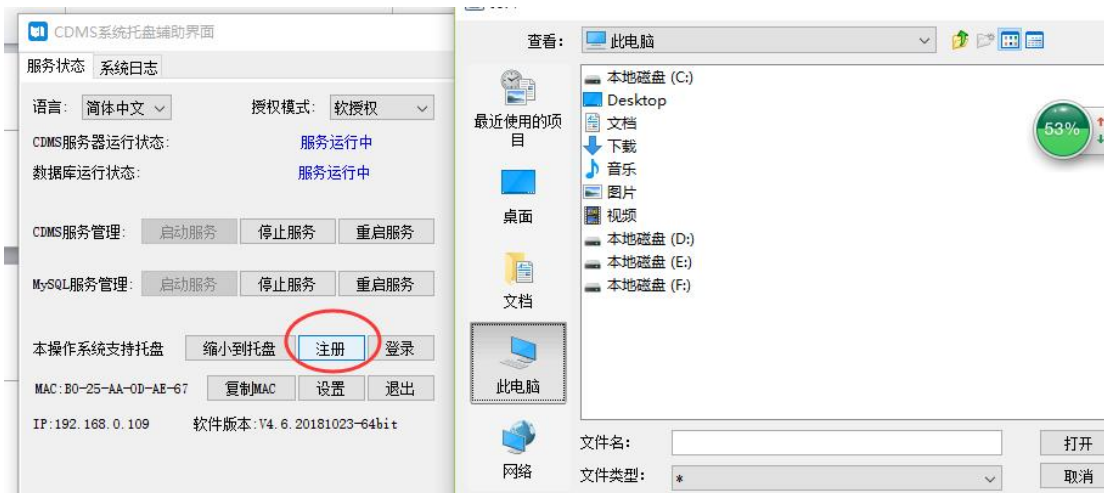 CDMS系统托盘辅助界面
服务状态 系统日志
语言: 简体中文 授权模式: 软授权
CDMS服务器运行状态: 服务运行中
数据库运行状态: 服务运行中
CDMS服务管理: 启动服务 停止服务 重启服务
MySQL服务管理: 启动服务 停止服务 重启服务
本操作系统支持托盘 缩小到托盘 注册 登录
MAC:B0-25-AA-0D-AE-67 复制MAC 设置 退出
IP:192.168.0.109 软件版本:V4.6.20181023-64bit
查看: 此电脑
最近使用的项目
桌面
文档
此电脑
网络
本地磁盘 (C:)
Desktop
文档
下载
音乐
图片
视频
本地磁盘 (D:)
本地磁盘 (E:)
本地磁盘 (F:)
53%
文件名: 打开
文件类型: * 取消